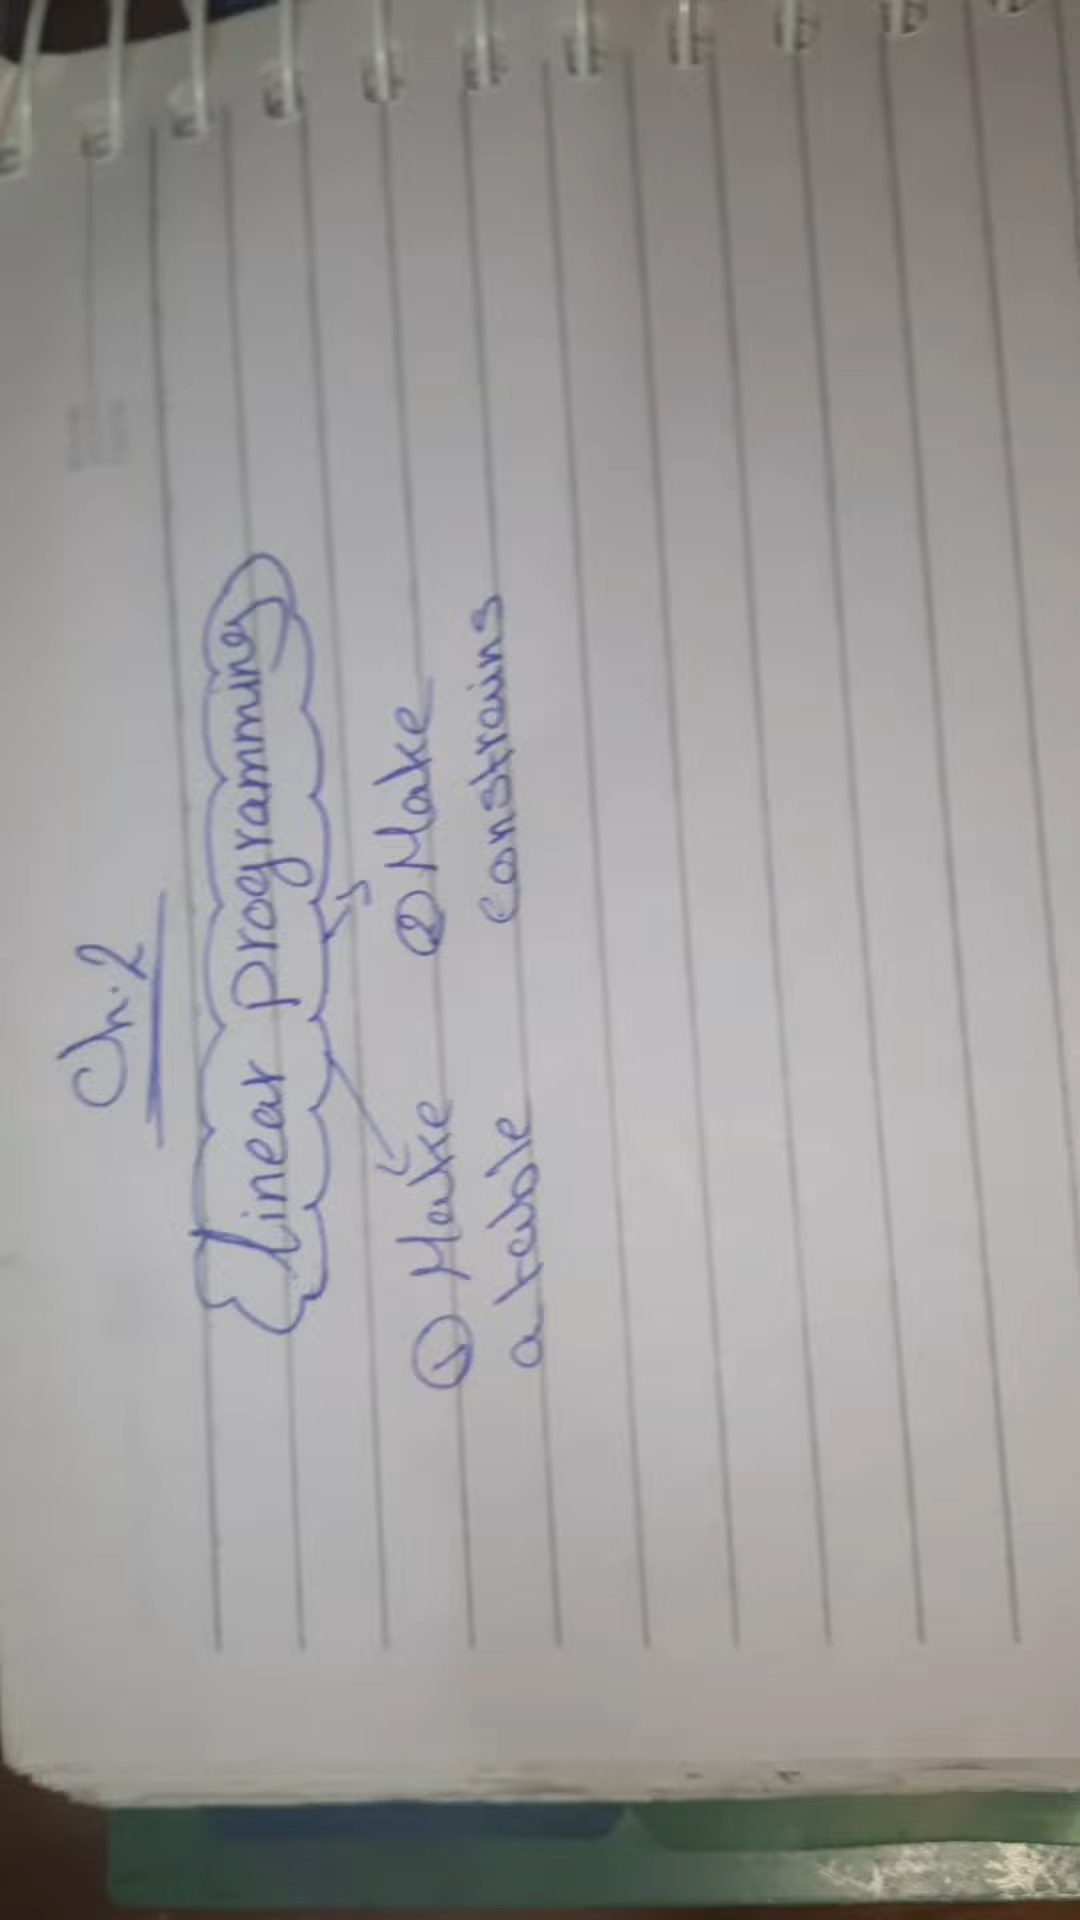 Ch.2
linear programming
① Make ② Make
a table constrains